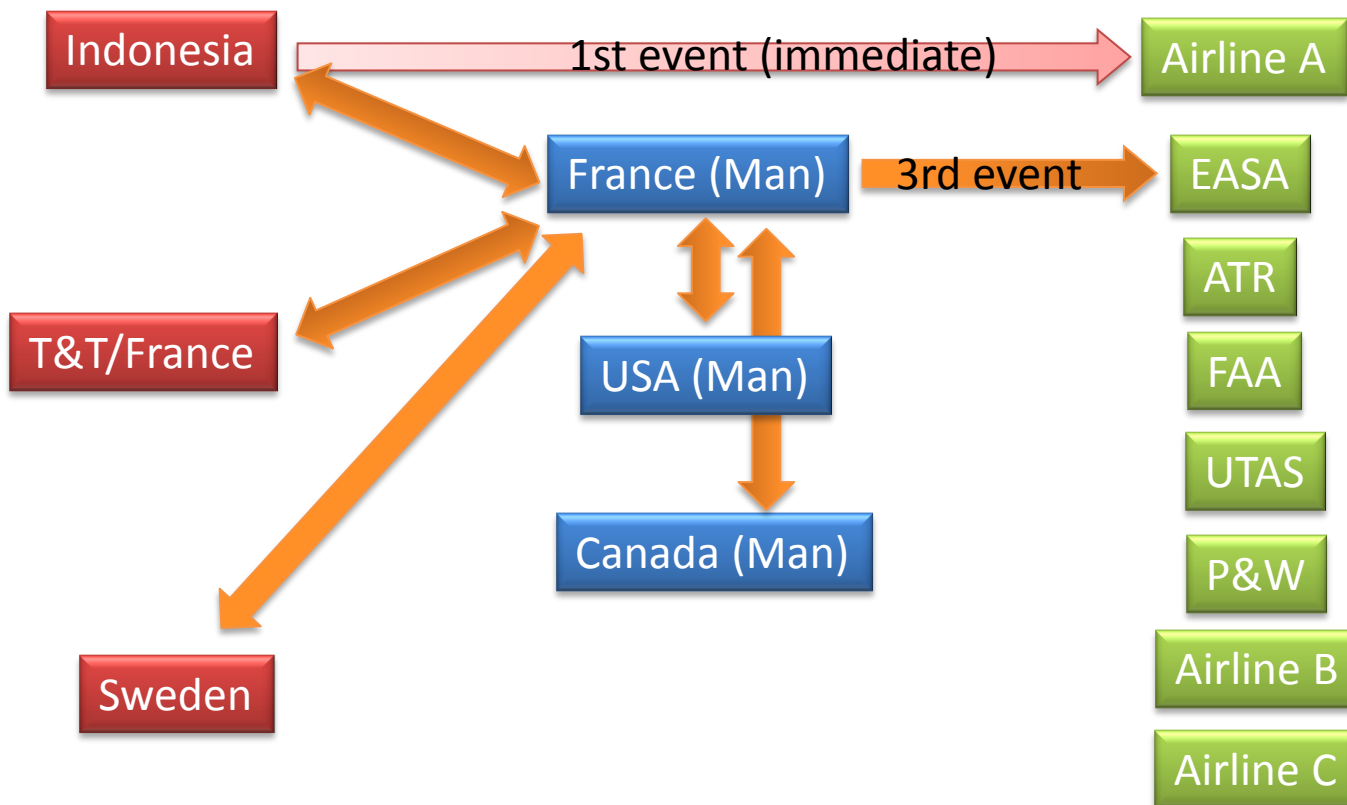 Indonesia
1st event (immediate)
Airline A
France (Man)
3rd event
EASA
ATR
T&T/France
USA (Man)
FAA
UTAS
Canada (Man)
P&W
Sweden
Airline B
Airline C